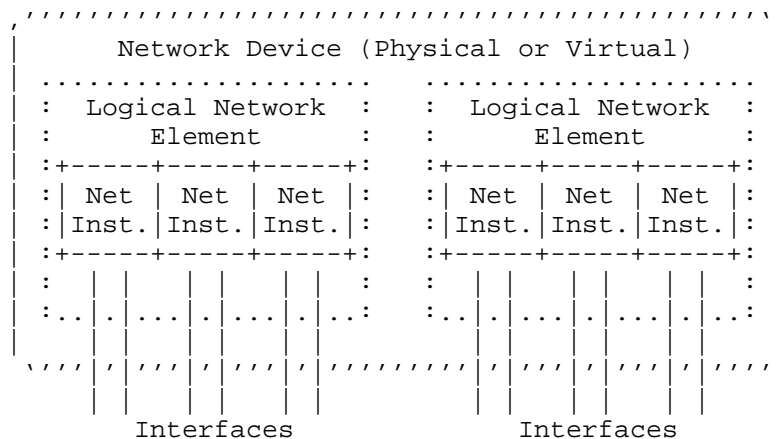 Network Device (Physical or Virtual)
Logical Network Logical Network
Element Element
Net Net Net Net Net Net
Inst. Inst. Inst. Inst. Inst. Inst.
Interfaces Interfaces